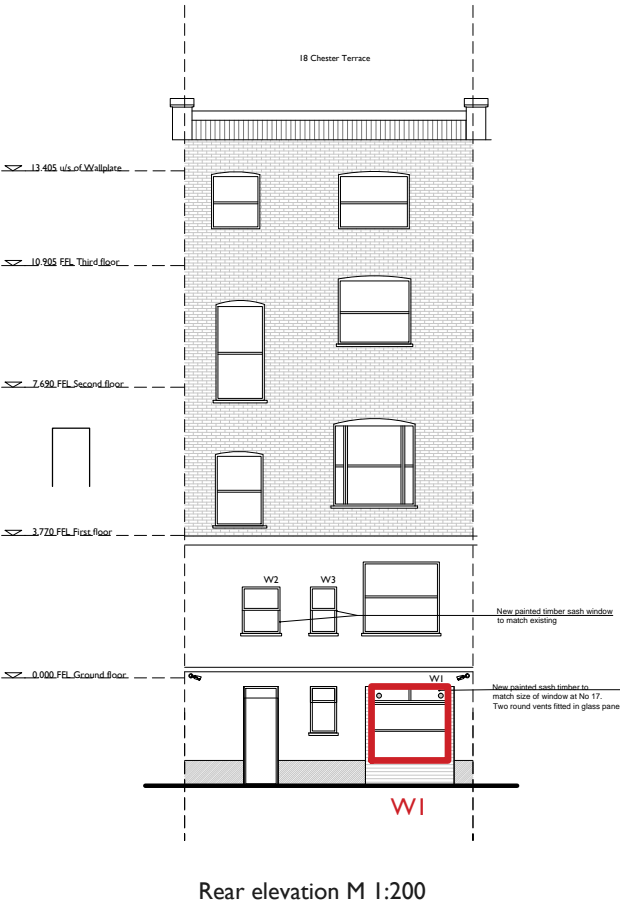 18 Chester Terrace
13.405 u/s of Wallplate
10.905 FFL Third floor
7.690 FFL Second floor
3.770 FFL First floor
W2
W3
New painted timber sash window
to match existing
0.000 FFL Ground floor
W1
New painted sash timber to
match size of window at No 17.
Two round vents fitted in glass pane
W1
Rear elevation M 1:200